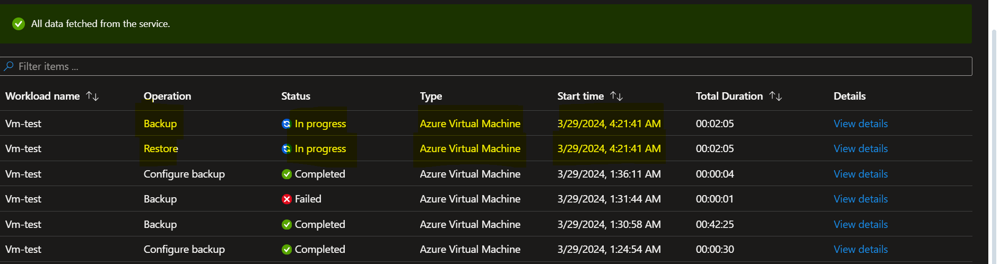 All data fetched from the service.
Filter items ...
Workload name Operation Status Type Start time Total Duration Details
Vm-test Backup In progress Azure Virtual Machine 3/29/2024, 4:21:41 AM 00:02:05 View details
Vm-test Restore In progress Azure Virtual Machine 3/29/2024, 4:21:41 AM 00:02:05 View details
Vm-test Configure backup Completed Azure Virtual Machine 3/29/2024, 1:36:11 AM 00:00:04 View details
Vm-test Backup Failed Azure Virtual Machine 3/29/2024, 1:31:44 AM 00:00:01 View details
Vm-test Backup Completed Azure Virtual Machine 3/29/2024, 1:30:58 AM 00:42:25 View details
Vm-test Configure backup Completed Azure Virtual Machine 3/29/2024, 1:24:54 AM 00:00:30 View details